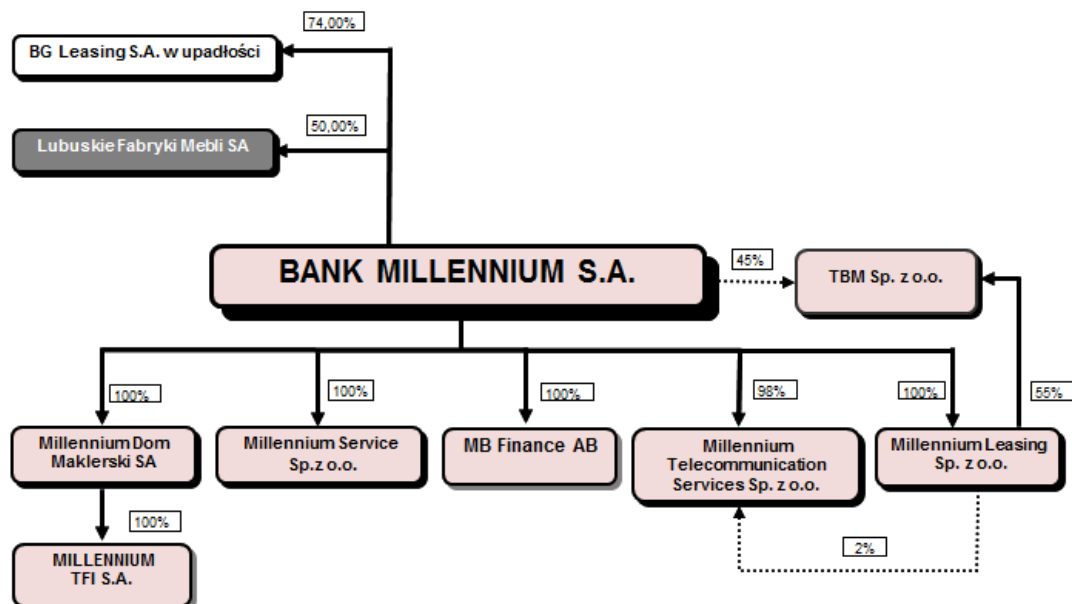 74,00%
BG Leasing S.A. w upadłości
50,00%
Lubuskie Fabryki Mebli SA
BANK MILLENNIUM S.A.
45%
TBM Sp. z o.o.
100%
100%
100%
98%
100%
55%
Millennium Dom
Maklerski SA
Millennium Service
Sp.z o.o.
MB Finance AB
Millennium
Telecommunication
Services Sp. z o.o.
Millennium Leasing
Sp. z o.o.
100%
2%
MILLENNIUM
TFI S.A.